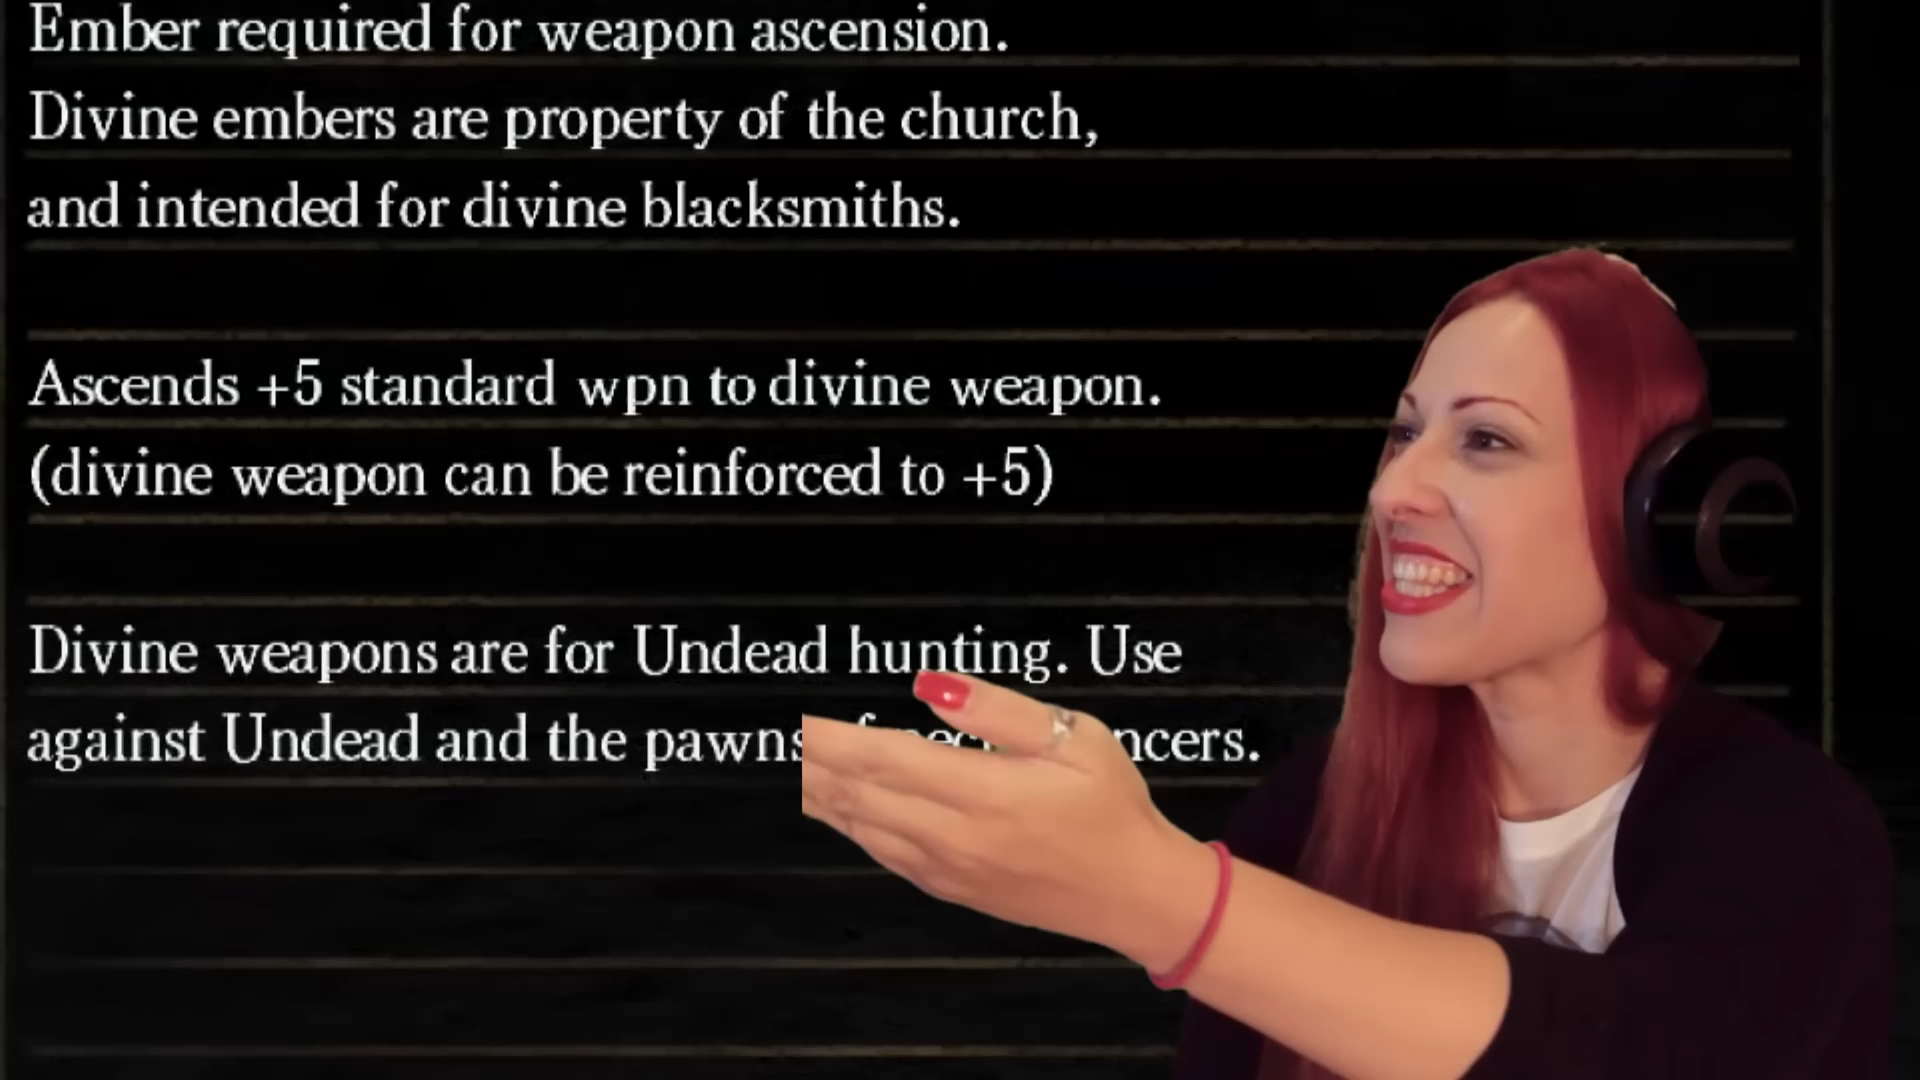 Ember required for weapon ascension.
Divine embers are property of the church,
and intended for divine blacksmiths.
Ascends +5 standard wpn to divine weapon.
(divine weapon can be reinforced to +5)
Divine weapons are for Undead hunting. Use
against Undead and the pawns